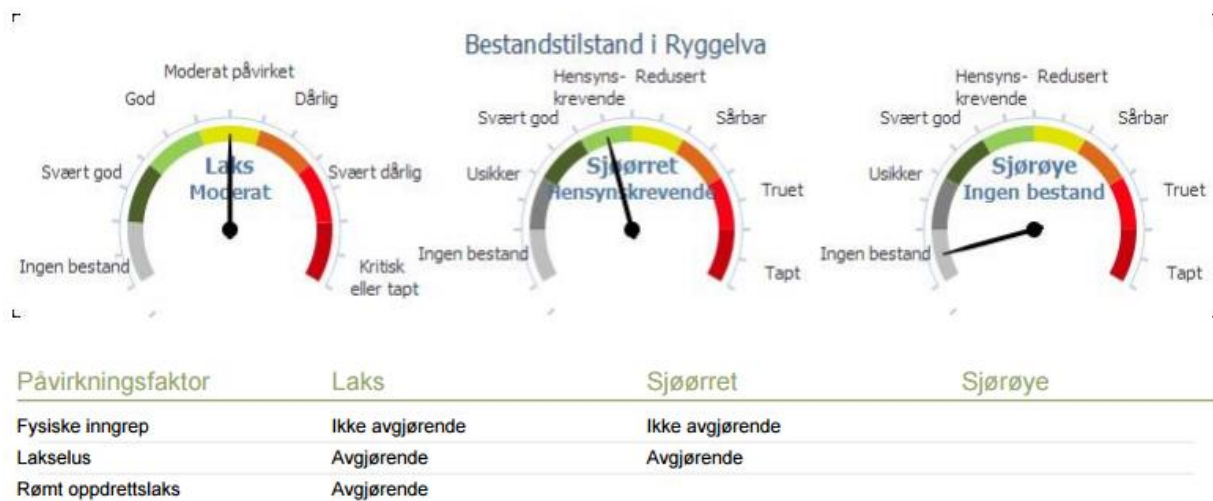 Bestandstilstand i Ryggelva
Moderat påvirket
God
Dårlig
Svært god
Svært dårlig
Laks
Moderat
Ingen bestand
Kritisk
eller tapt
Hensyns-
krevende
Redusert
Svært god
Sårbar
Usikker
Truet
Sjøørret
Hensynskrevende
Ingen bestand
Tapt
Hensyns-
krevende
Redusert
Svært god
Sårbar
Usikker
Truet
Sjørøye
Ingen bestand
Ingen bestand
Tapt
Påvirkningsfaktor Laks Sjøørret Sjørøye
Fysiske inngrep Ikke avgjørende Ikke avgjørende
Lakselus Avgjørende Avgjørende
Rømt oppdrettslaks Avgjørende